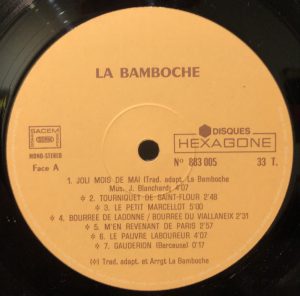 LA BAMBOCHE
SACEM
MONO-STEREO
Face A
DISQUES
HEXAGONE
No 883 005 33 T.
1. JOLI MOIS DE MAI (Trad. adapt. La Bamboche
Mus. J. Blanchard) 4'07
* 2. TOURNIQUET DE SAINT-FLOUR 2'48
* 3. LE PETIT MARCELLOT 5'00
* 4. BOURREE DE LADONNE / BOURREE DU VIALLANEIX 2'31
* 5. M'EN REVENANT DE PARIS 2'57
* 6. LE PAUVRE LABOUREUR 4'07
* 7. GAUDERION (Berceuse) 0'17
(*) Trad. adapt. et Arrgt La Bamboche